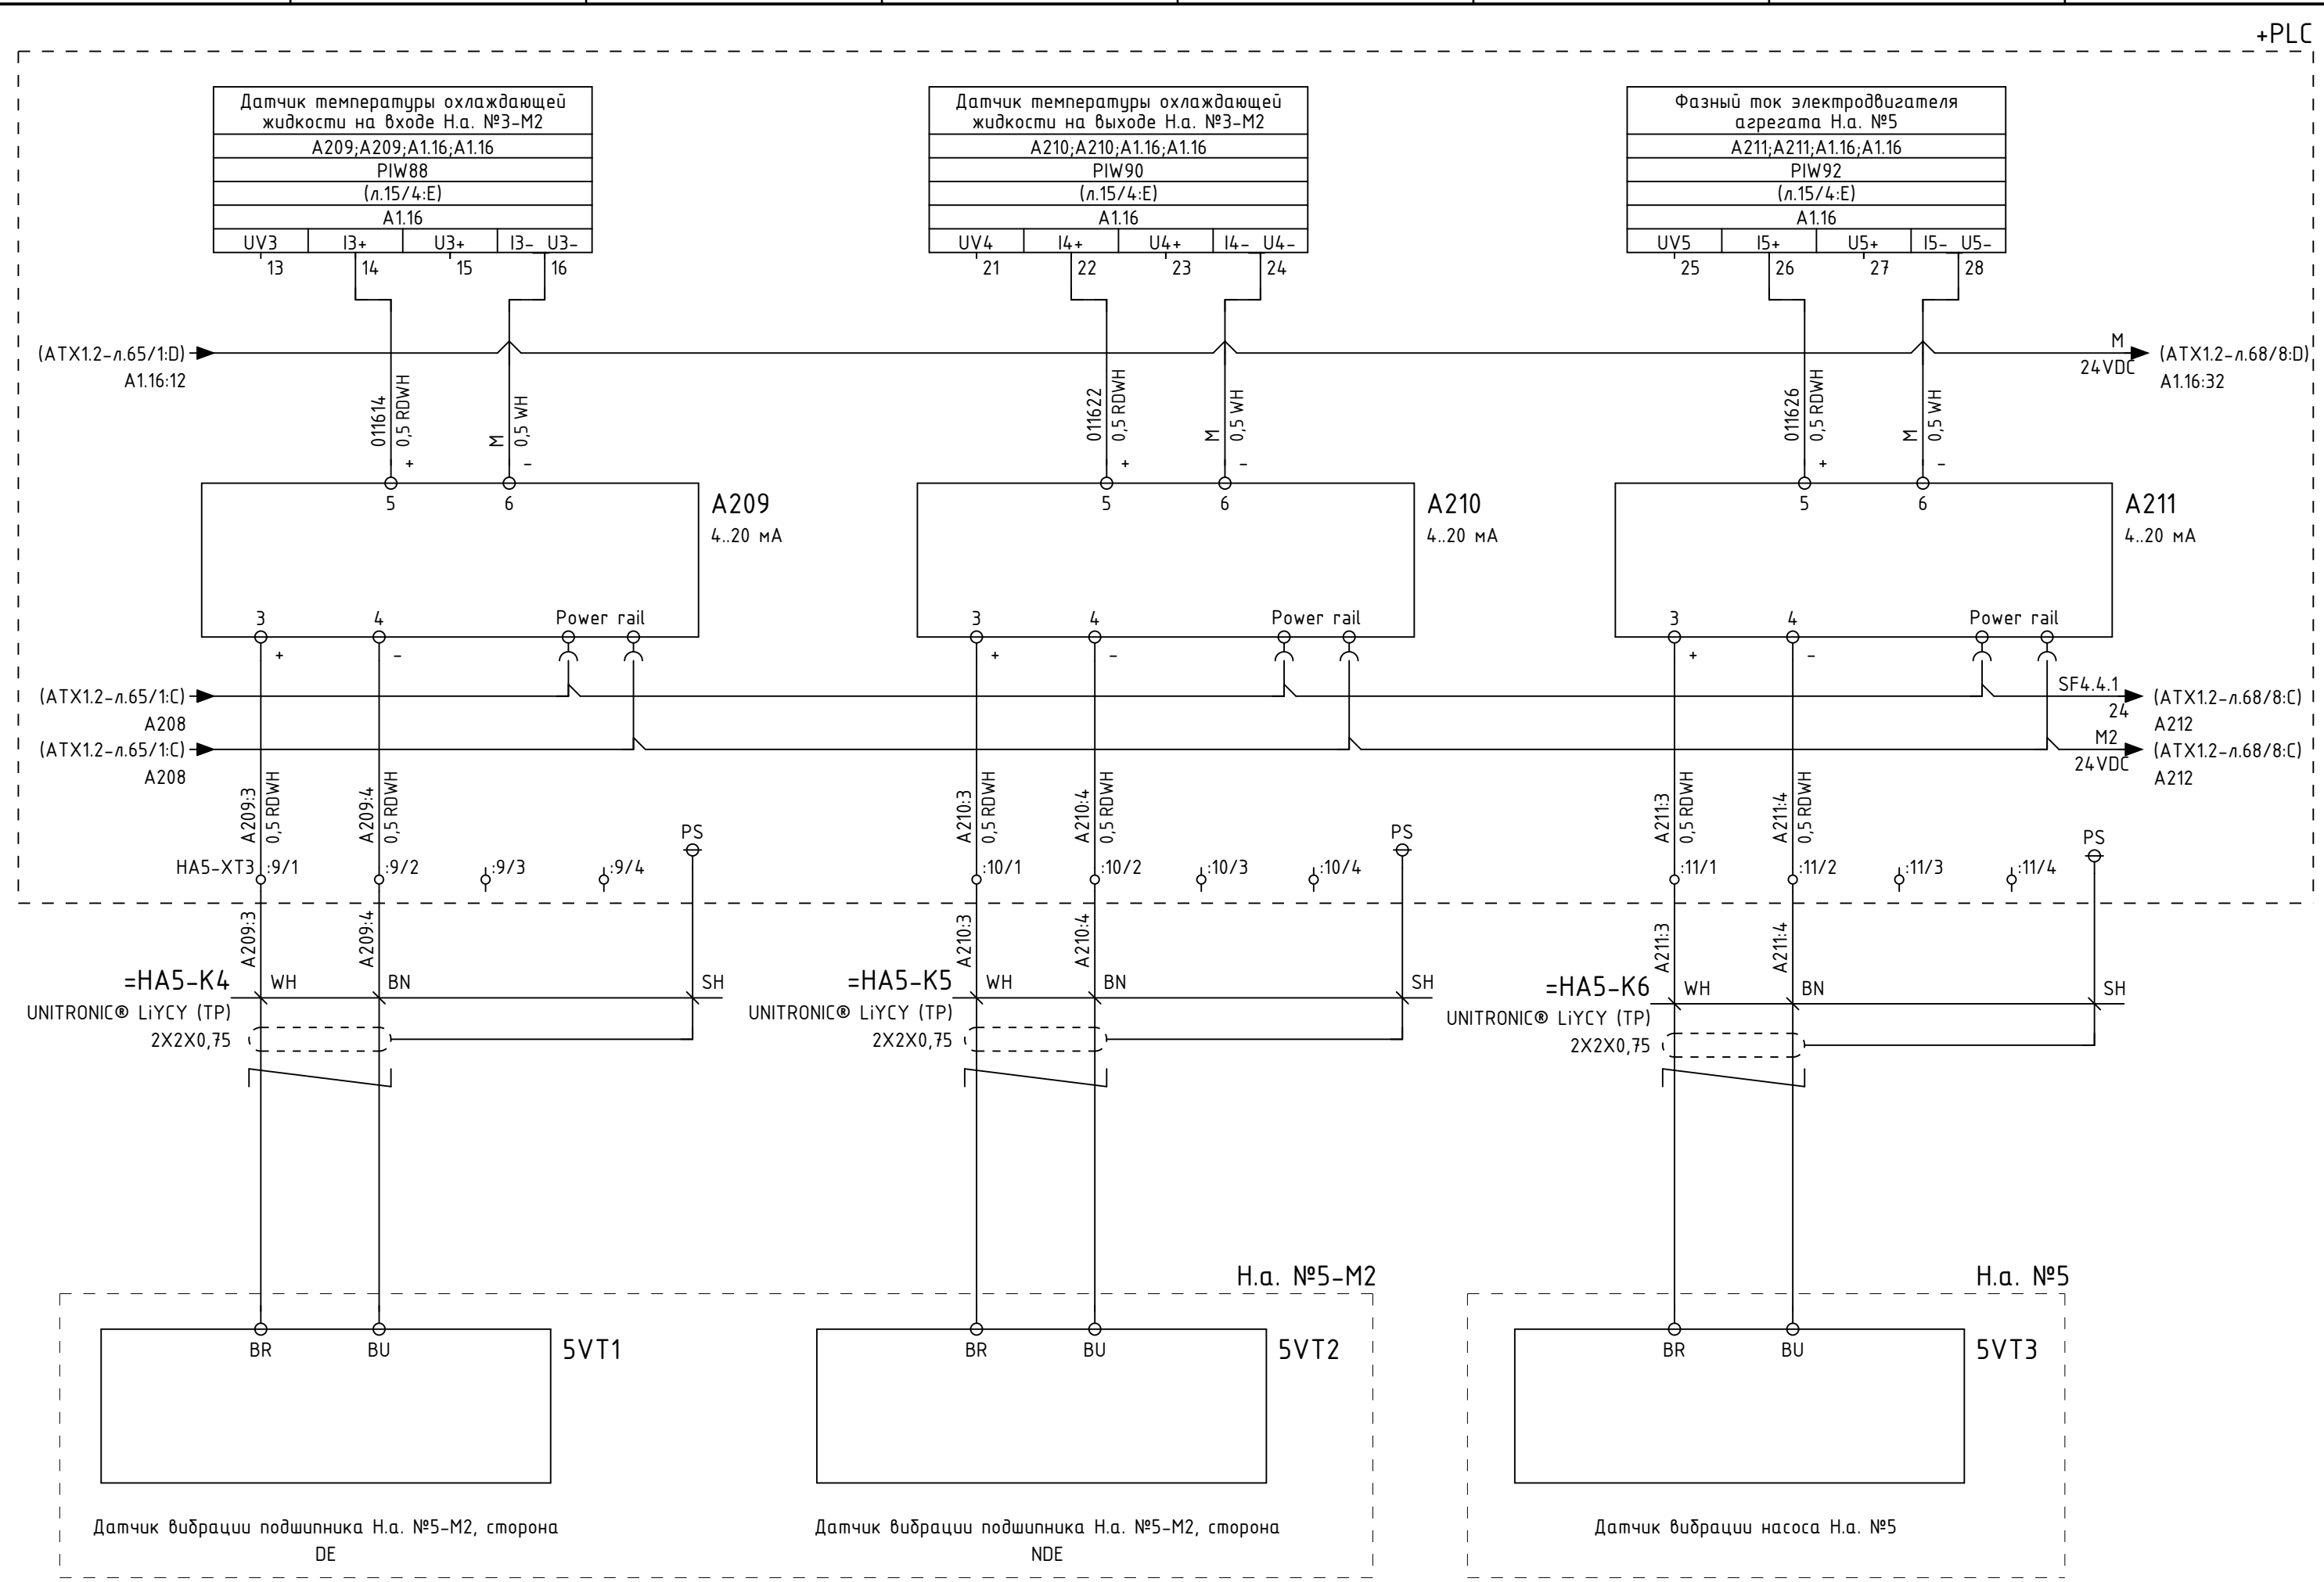 +PLC
Датчик температуры охлаждающей
жидкости на входе Н.а. №3-М2
A209;A209;A1.16;A1.16
PIW88
(л.15/4:E)
A1.16
UV3 I3+ U3+ I3- U3-
13 14 15 16
Датчик температуры охлаждающей
жидкости на выходе Н.а. №3-М2
A210;A210;A1.16;A1.16
PIW90
(л.15/4:E)
A1.16
UV4 I4+ U4+ I4- U4-
21 22 23 24
Фазный ток электродвигателя
агрегата Н.а. №5
A211;A211;A1.16;A1.16
PIW92
(л.15/4:E)
A1.16
UV5 I5+ U5+ I5- U5-
25 26 27 28
(ATX1.2-л.65/1:D)
A1.16:12
M
24VDC
(ATX1.2-л.68/8:D)
A1.16:32
011614
0,5 RDWH
M
0,5 WH
011622
0,5 RDWH
M
0,5 WH
011626
0,5 RDWH
M
0,5 WH
+ -
+ -
+ -
5 6
A209
4..20 мА
5 6
A210
4..20 мА
5 6
A211
4..20 мА
3 4 Power rail
3 4 Power rail
3 4 Power rail
+ -
+ -
+ -
(ATX1.2-л.65/1:C)
A208
SF4.4.1
24
(ATX1.2-л.68/8:C)
A212
(ATX1.2-л.65/1:C)
A208
M2
24VDC
(ATX1.2-л.68/8:C)
A212
A209:3
0,5 RDWH
A209:4
0,5 RDWH
A210:3
0,5 RDWH
A210:4
0,5 RDWH
A211:3
0,5 RDWH
A211:4
0,5 RDWH
PS
PS
PS
HA5-XT3 :9/1 :9/2 :9/3 :9/4
:10/1 :10/2 :10/3 :10/4
:11/1 :11/2 :11/3 :11/4
A209:3
A209:4
A210:3
A210:4
A211:3
A211:4
=HA5-K4
WH BN SH
UNITRONIC® LiYCY (TP)
2X2X0,75
=HA5-K5
WH BN SH
UNITRONIC® LiYCY (TP)
2X2X0,75
=HA5-K6
WH BN SH
UNITRONIC® LiYCY (TP)
2X2X0,75
Н.а. №5-М2
Н.а. №5
BR BU
5VT1
BR BU
5VT2
BR BU
5VT3
Датчик вибрации подшипника Н.а. №5-М2, сторона
DE
Датчик вибрации подшипника Н.а. №5-М2, сторона
NDE
Датчик вибрации насоса Н.а. №5